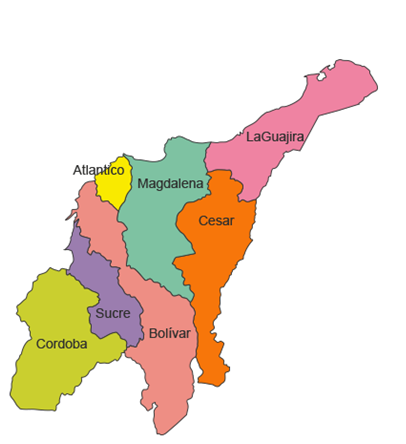 LaGuajira
Atlantico
Magdalena
Cesar
Sucre
Bolívar
Cordoba